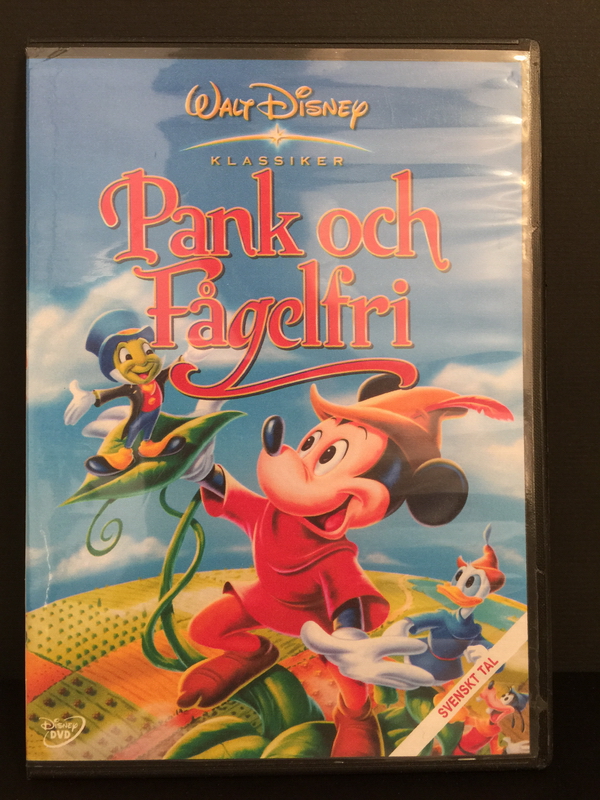 WALT DISNEY
KLASSIKER
Pank och
Fågelfri
SVENSKT TAL
DISNEY
DVD